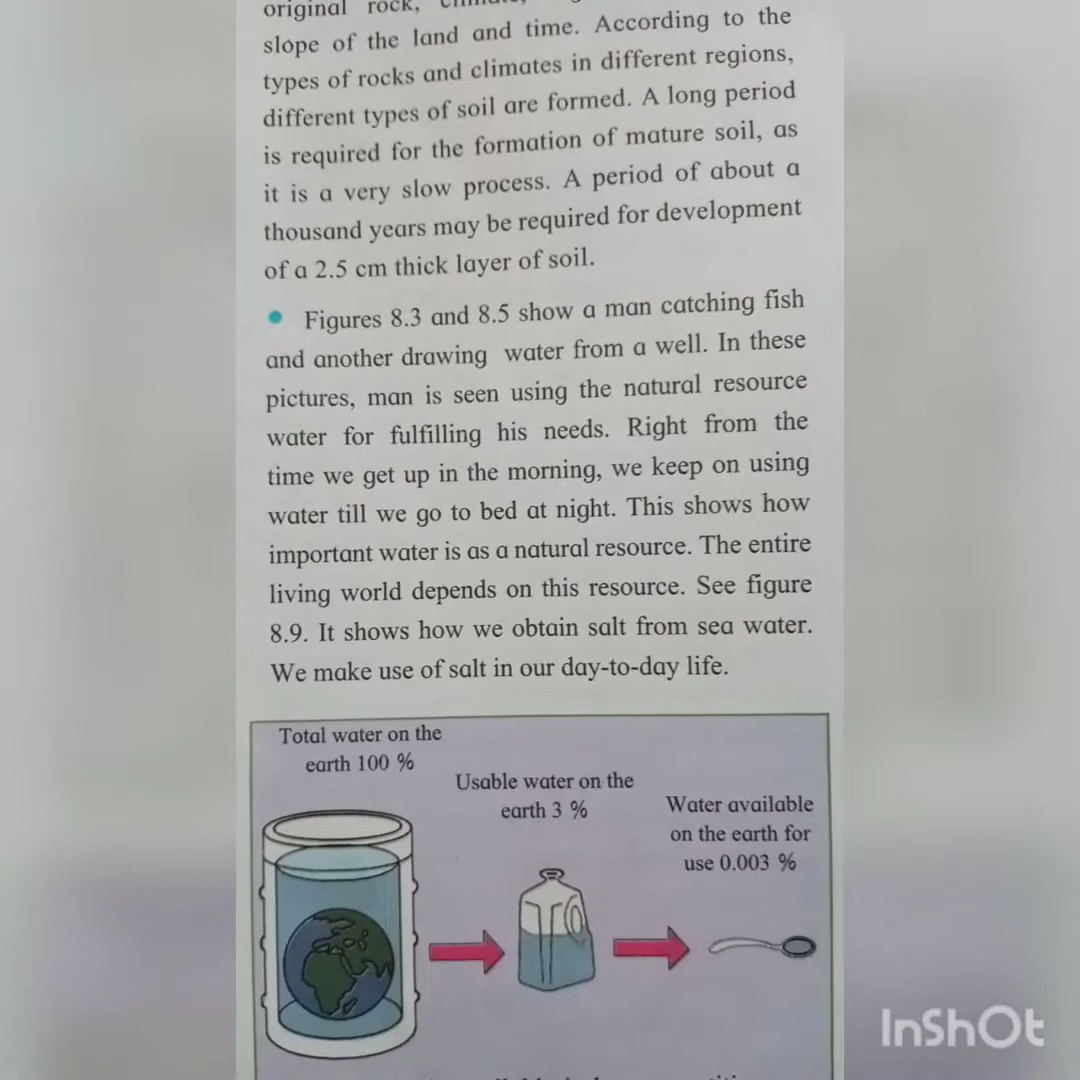 original rock,
slope of the land and time. According to the
types of rocks and climates in different regions,
different types of soil are formed. A long period
is required for the formation of mature soil, as
it is a very slow process. A period of about a
thousand years may be required for development
of a 2.5 cm thick layer of soil.
• Figures 8.3 and 8.5 show a man catching fish
and another drawing water from a well. In these
pictures, man is seen using the natural resource
water for fulfilling his needs. Right from the
time we get up in the morning, we keep on using
water till we go to bed at night. This shows how
important water is as a natural resource. The entire
living world depends on this resource. See figure
8.9. It shows how we obtain salt from sea water.
We make use of salt in our day-to-day life.
Total water on the
earth 100 %
Usable water on the
earth 3 %
Water available
on the earth for
use 0.003 %
InShOt